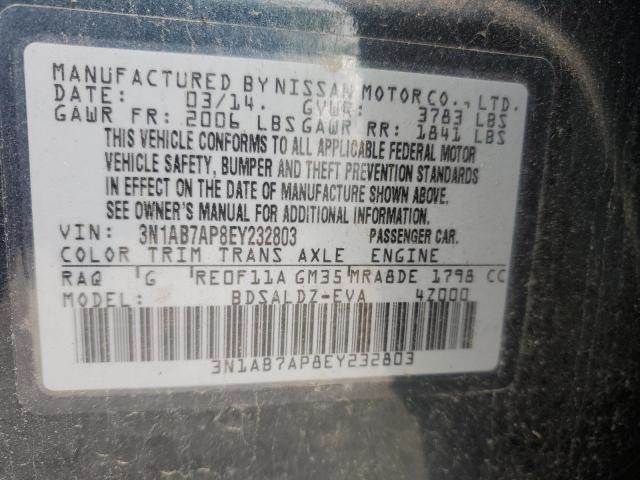 MANUFACTURED BY NISSAN MOTOR CO., LTD.
DATE: 03/14. GVWR: 3783 LBS
GAWR FR: 2006 LBS GAWR RR: 1841 LBS
THIS VEHICLE CONFORMS TO ALL APPLICABLE FEDERAL MOTOR
VEHICLE SAFETY, BUMPER AND THEFT PREVENTION STANDARDS
IN EFFECT ON THE DATE OF MANUFACTURE SHOWN ABOVE.
SEE OWNER'S MANUAL FOR ADDITIONAL INFORMATION.
VIN: 3N1AB7AP8EY232803 PASSENGER CAR.
COLOR TRIM TRANS AXLE ENGINE
RAQ G RE0F11A GM35 MRA8DE 1798 CC
MODEL: BDSALDZ-EVA 4Z000
3N1AB7AP8EY232803